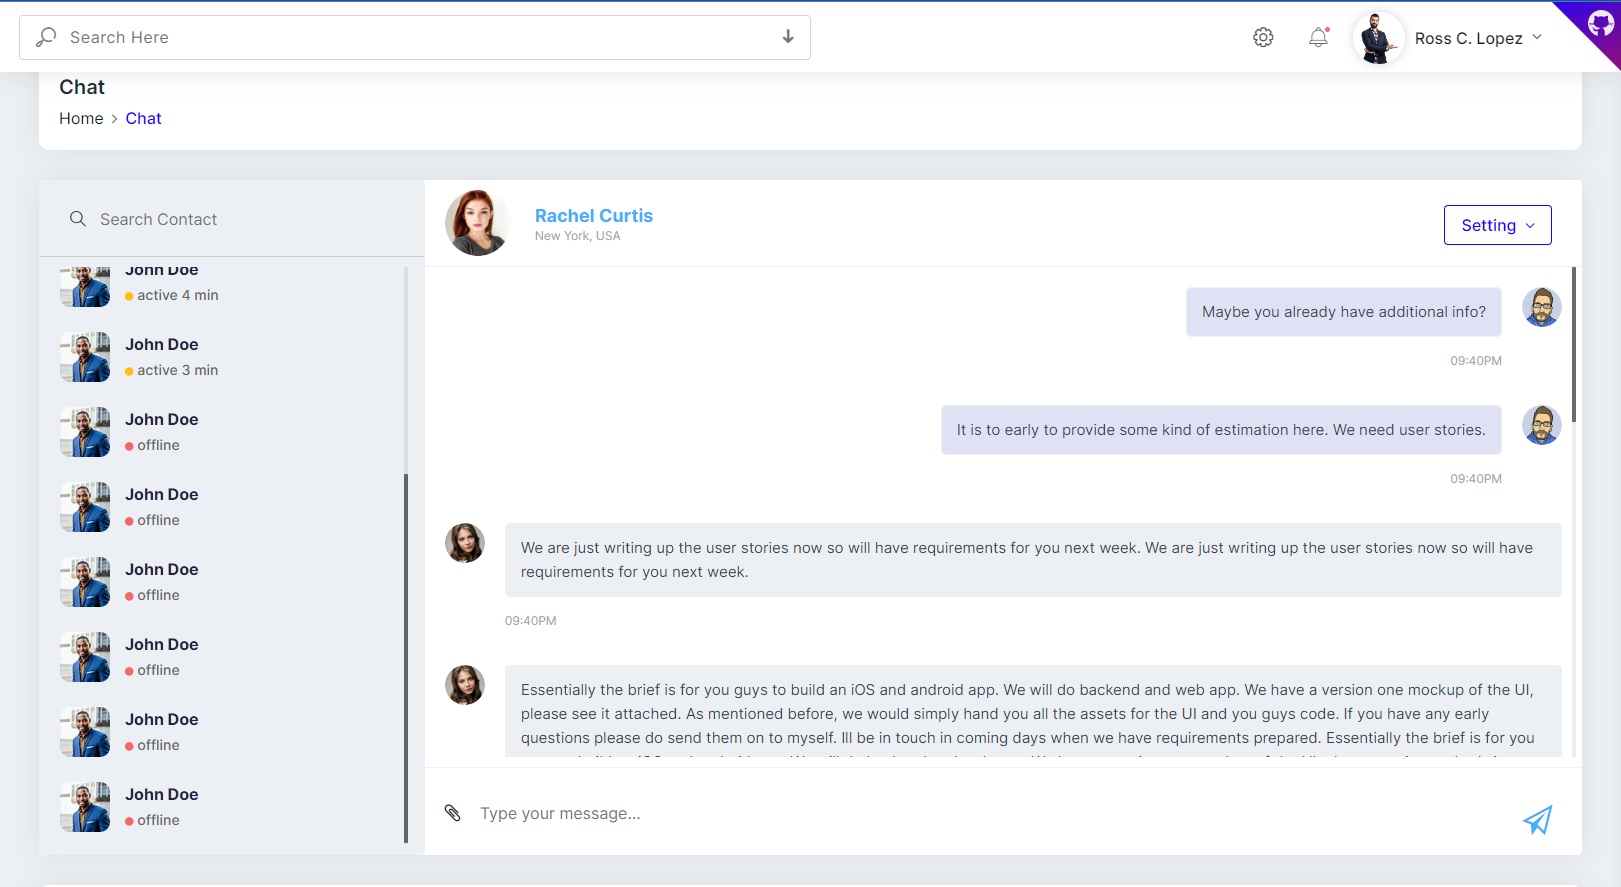 Search Here
Ross C. Lopez
Chat
Home > Chat
Search Contact
John Doe
active 4 min
John Doe
active 3 min
John Doe
offline
John Doe
offline
John Doe
offline
John Doe
offline
John Doe
offline
John Doe
offline
Rachel Curtis
New York, USA
Setting
Maybe you already have additional info?
09:40PM
It is to early to provide some kind of estimation here. We need user stories.
09:40PM
We are just writing up the user stories now so will have requirements for you next week. We are just writing up the user stories now so will have
requirements for you next week.
09:40PM
Essentially the brief is for you guys to build an iOS and android app. We will do backend and web app. We have a version one mockup of the UI,
please see it attached. As mentioned before, we would simply hand you all the assets for the UI and you guys code. If you have any early
questions please do send them on to myself. Ill be in touch in coming days when we have requirements prepared. Essentially the brief is for you
Type your message...